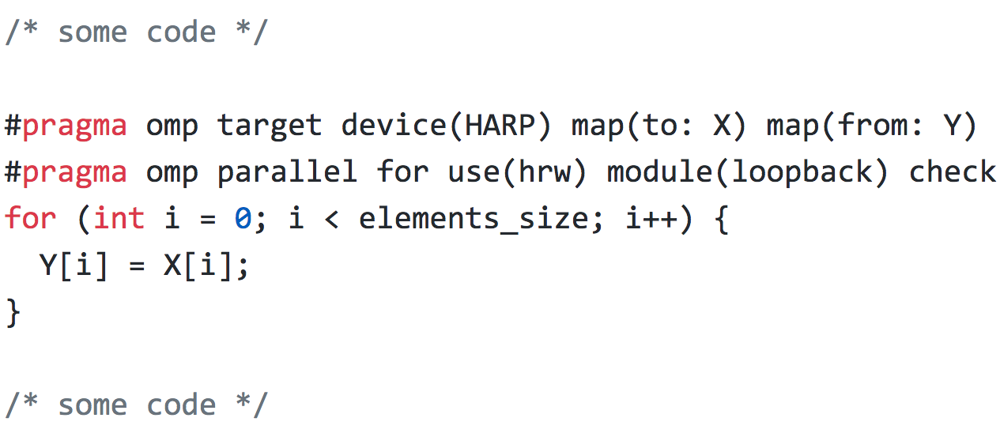 /* some code */
#pragma omp target device(HARP) map(to: X) map(from: Y)
#pragma omp parallel for use(hrw) module(loopback) check
for (int i = 0; i < elements_size; i++) {
  Y[i] = X[i];
}
/* some code */